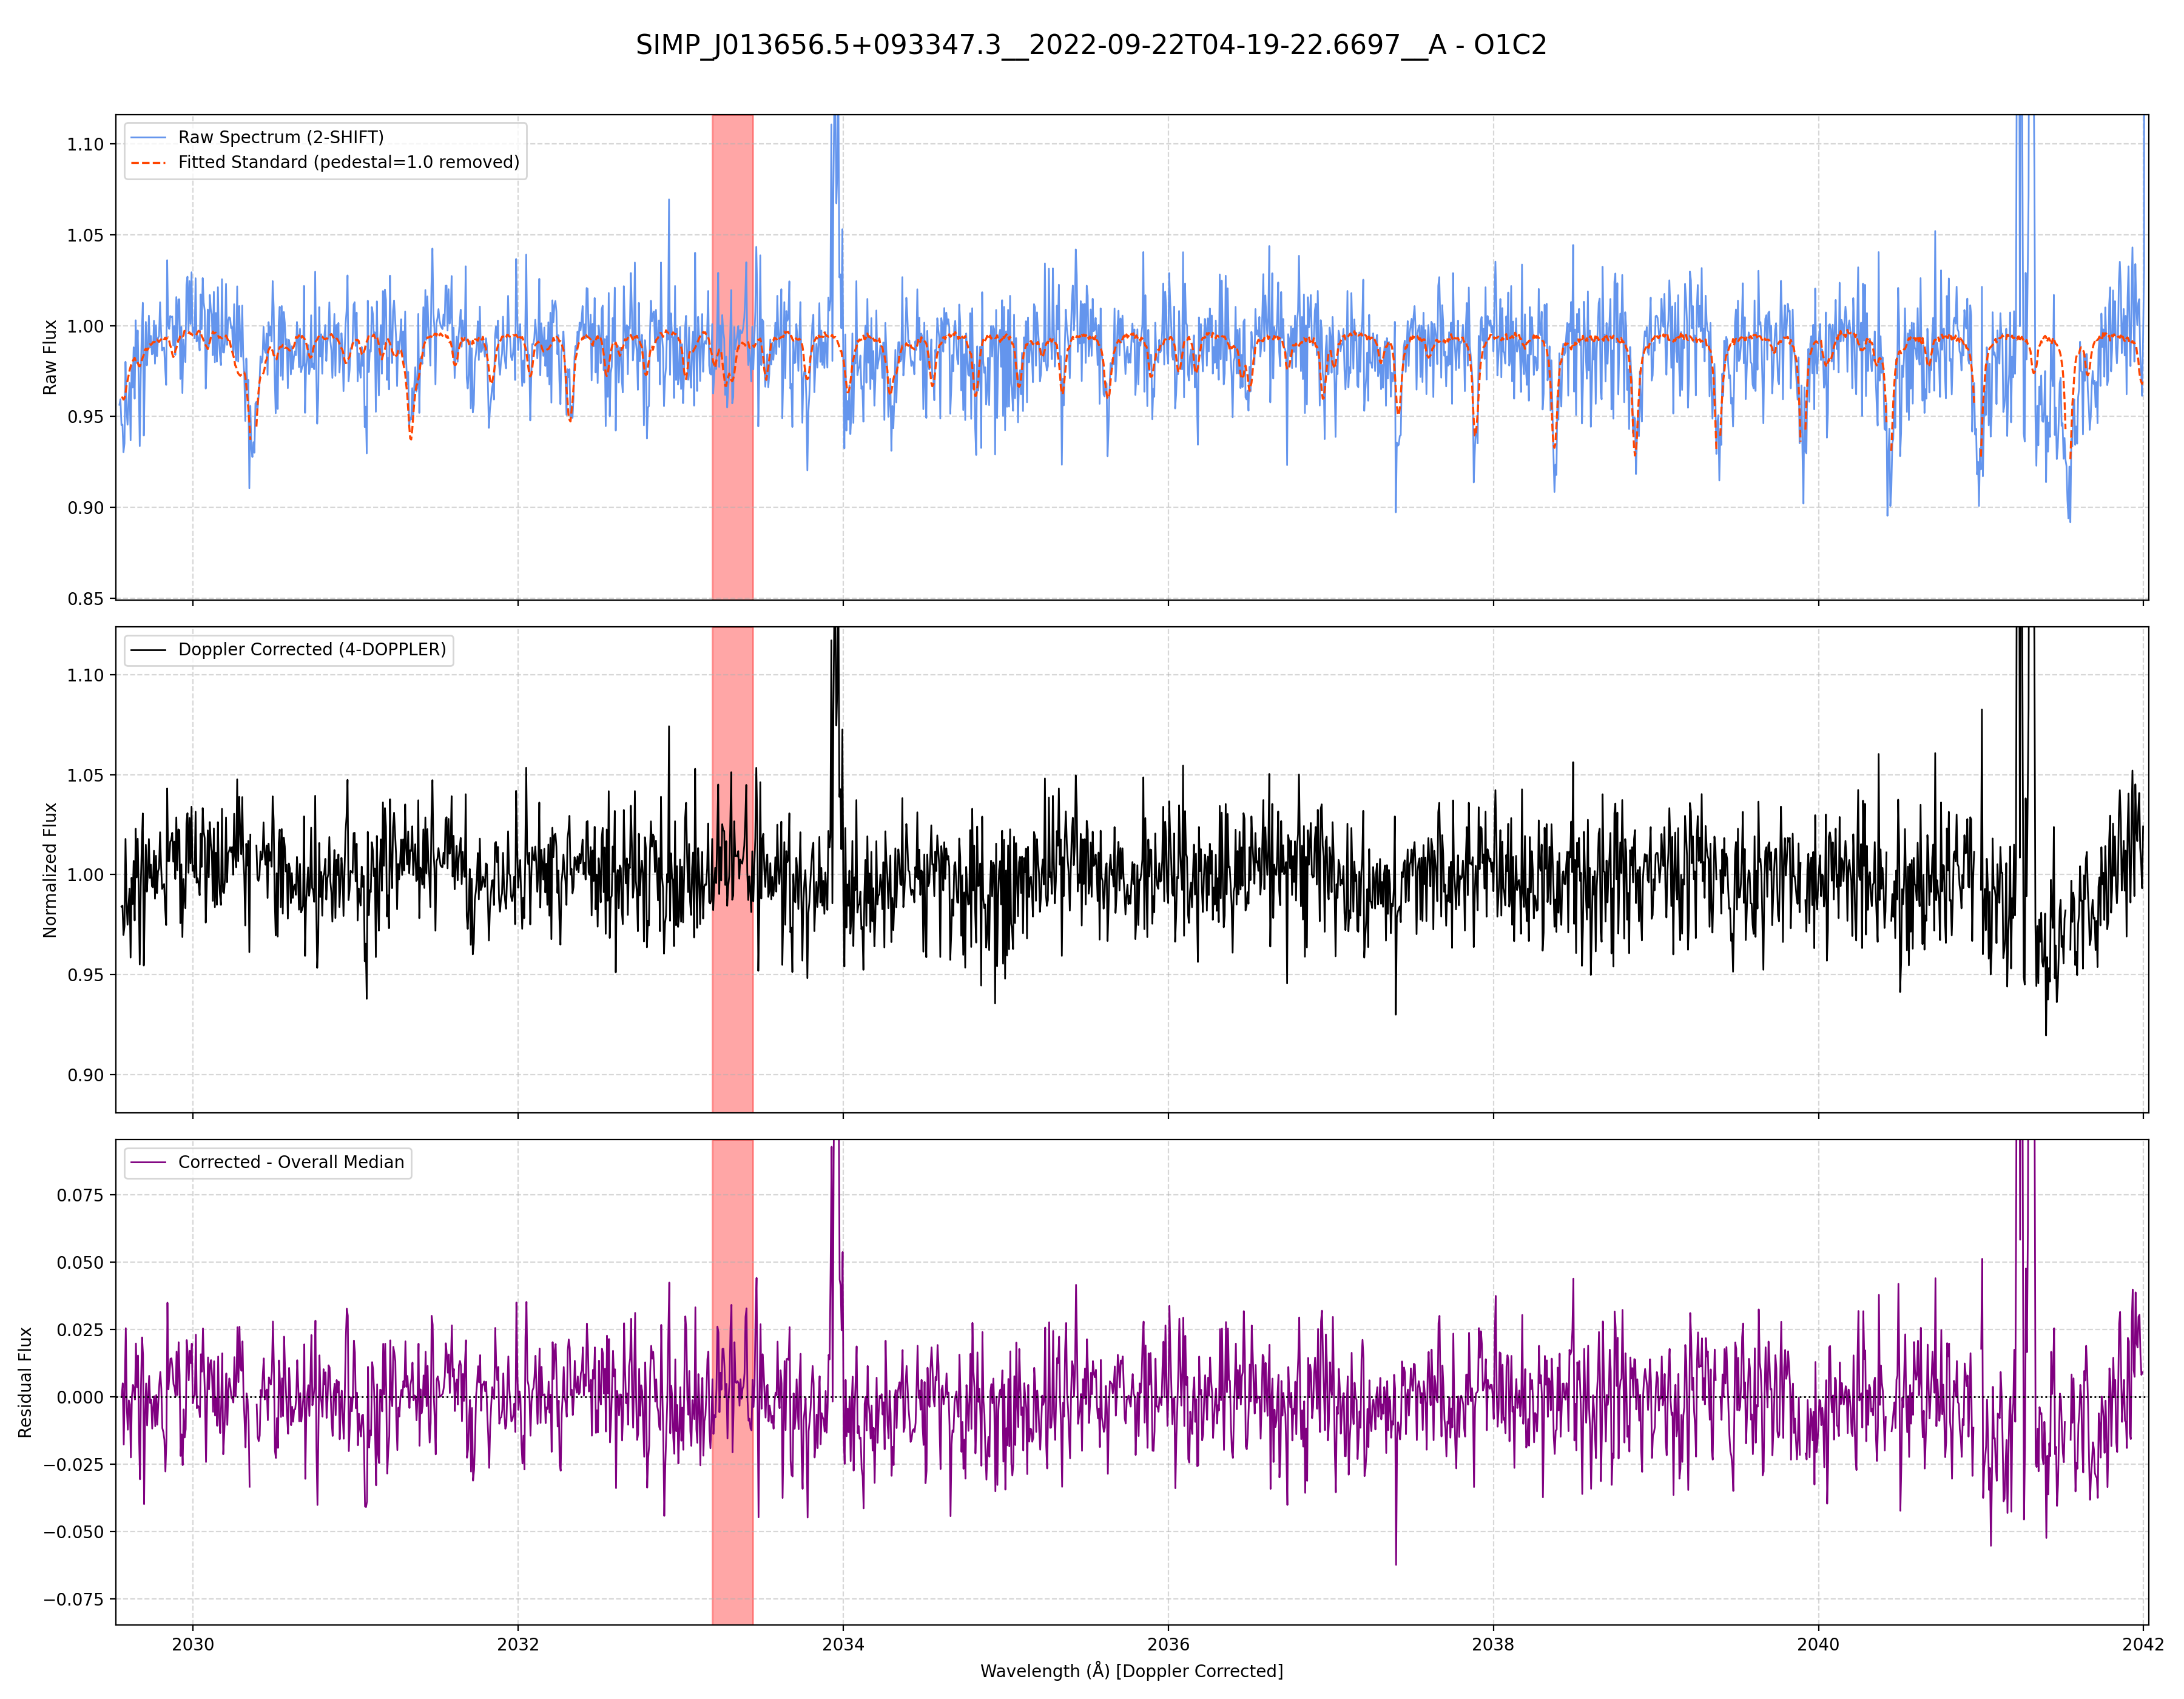 SIMP_J013656.5+093347.3__2022-09-22T04-19-22.6697__A - O1C2
Raw Spectrum (2-SHIFT)
Fitted Standard (pedestal=1.0 removed)
Raw Flux
1.10
1.05
1.00
0.95
0.90
0.85
Doppler Corrected (4-DOPPLER)
Normalized Flux
1.10
1.05
1.00
0.95
0.90
Corrected - Overall Median
Residual Flux
0.075
0.050
0.025
0.000
−0.025
−0.050
−0.075
2030 2032 2034 2036 2038 2040 2042
Wavelength (Å) [Doppler Corrected]